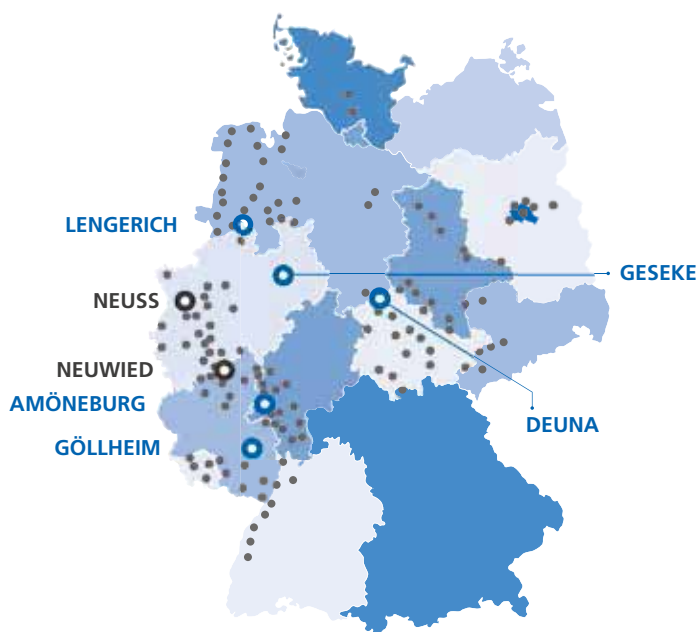 LENGERICH
GESEKE
NEUSS
NEUWIED
AMÖNEBURG
DEUNA
GÖLLHEIM